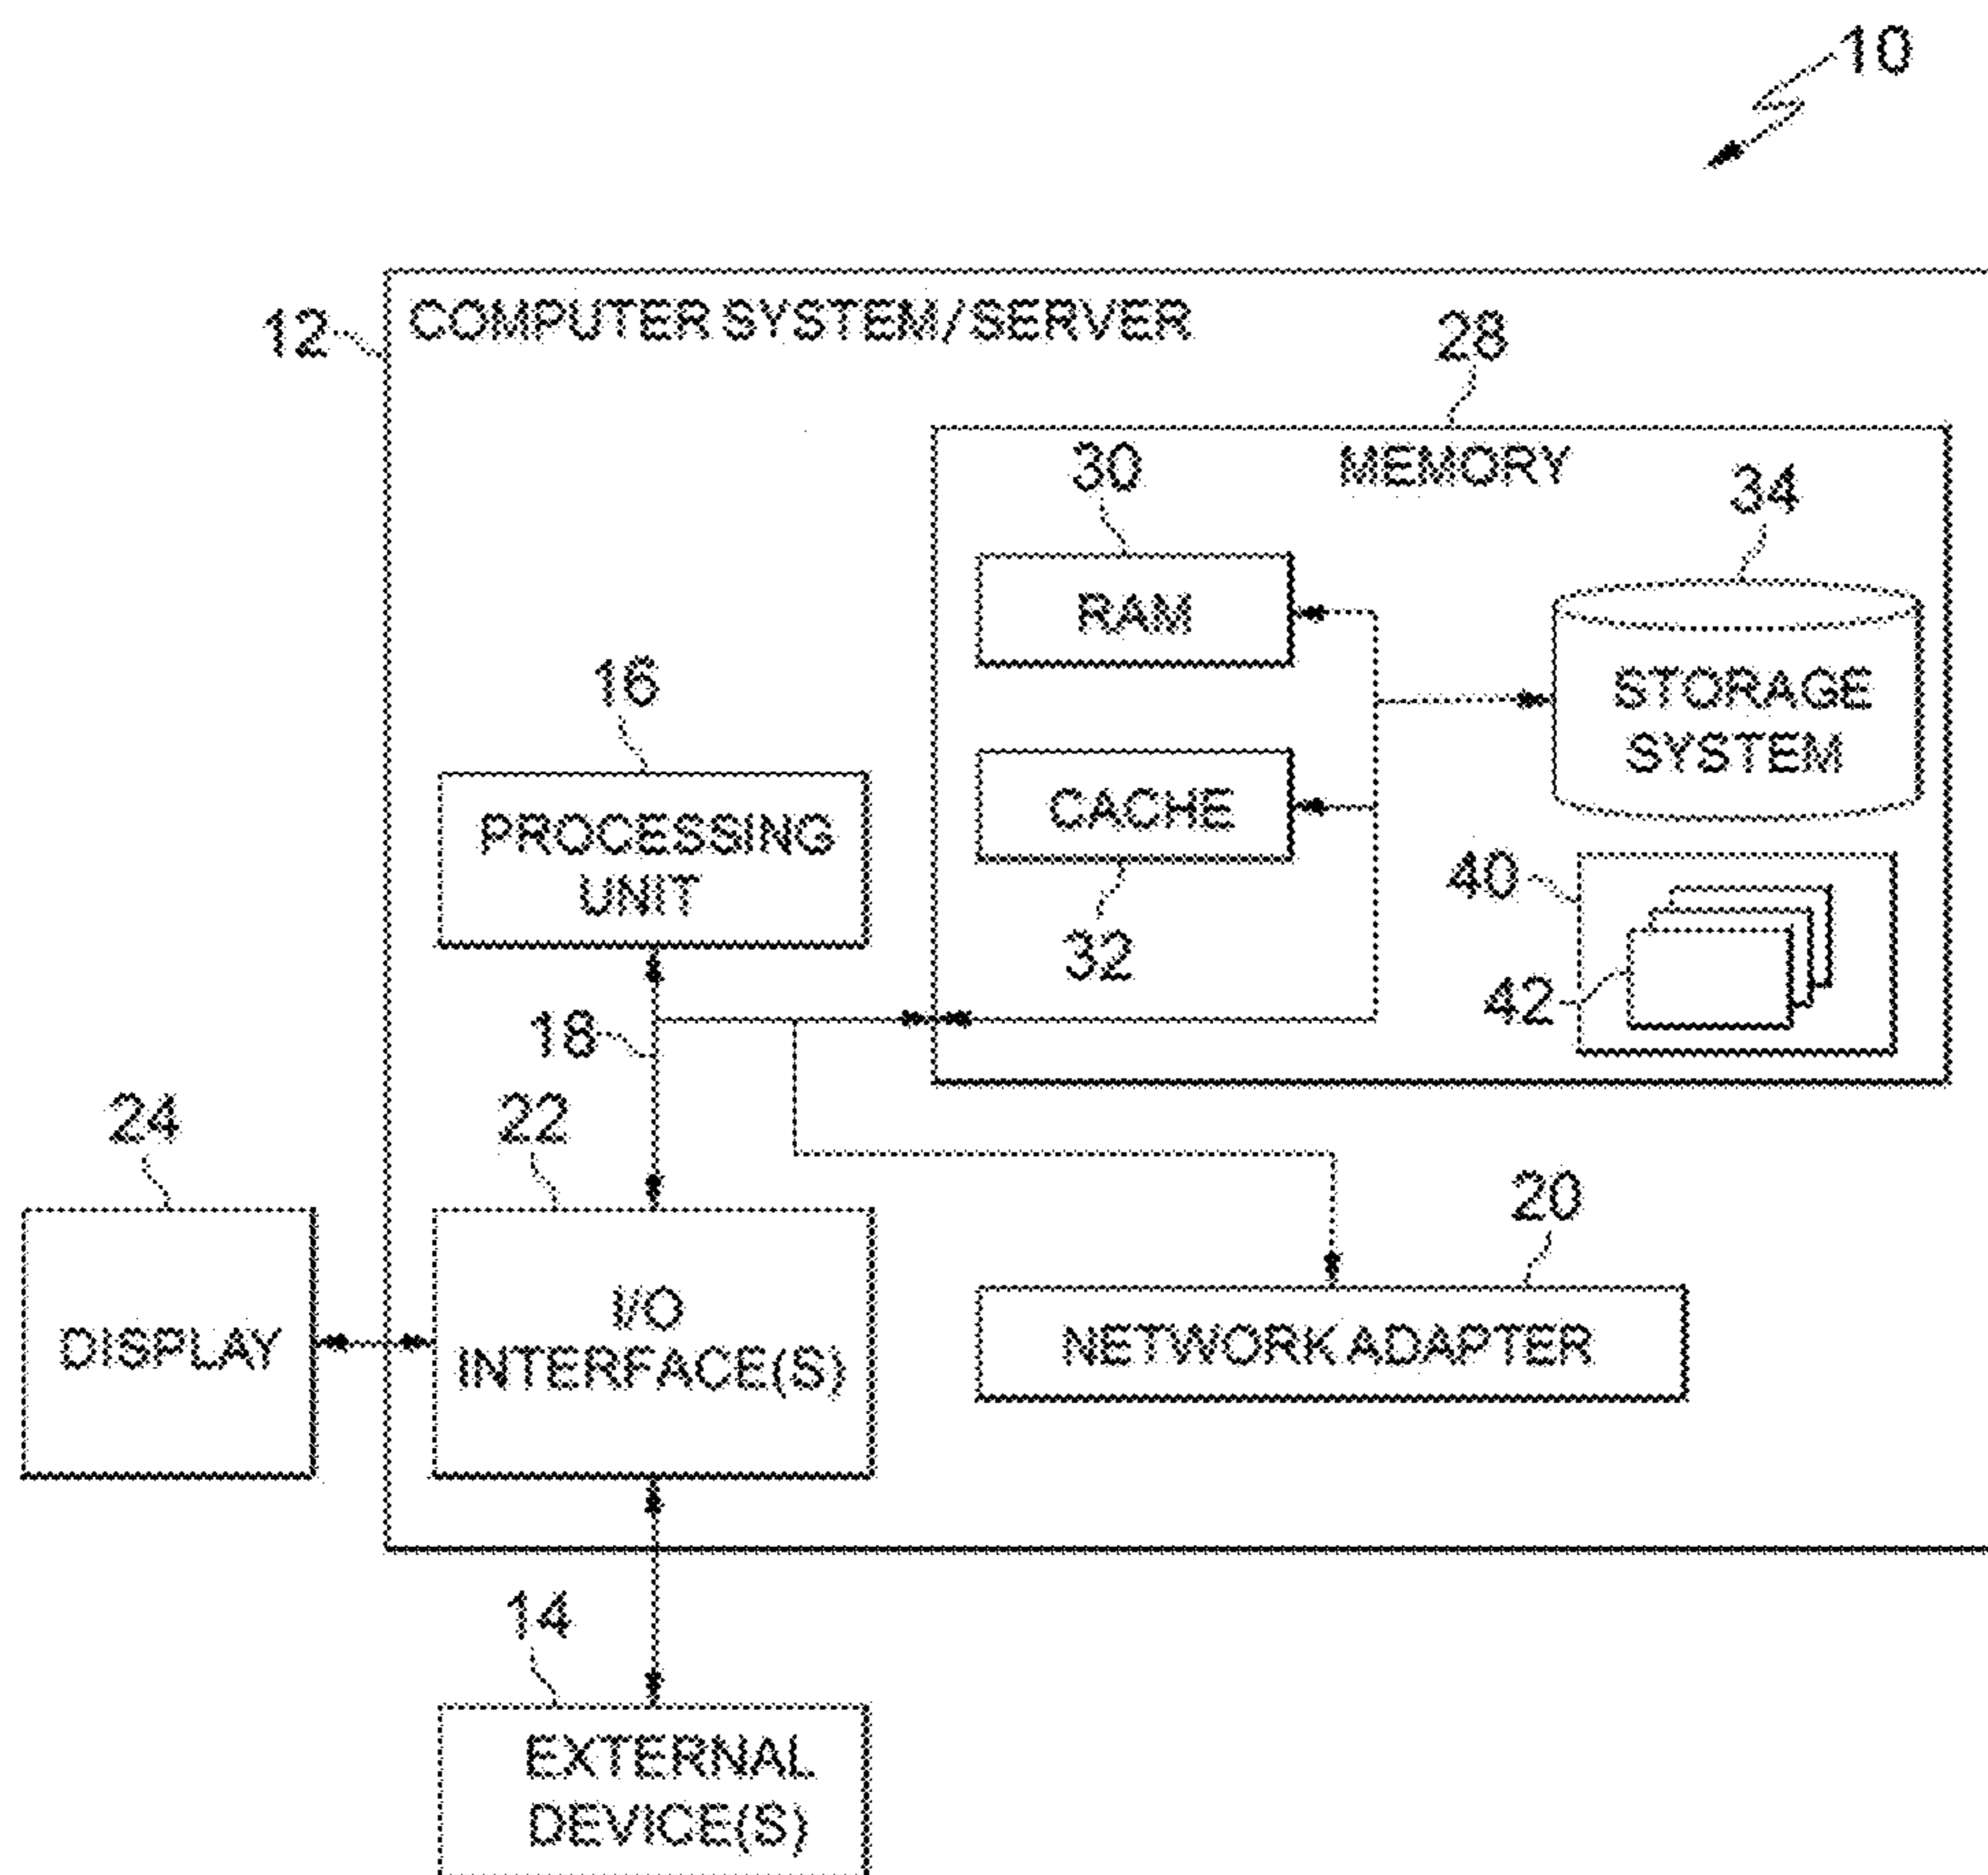 10
12
COMPUTER SYSTEM/SERVER
28
MEMORY
30
34
RAM
STORAGE
SYSTEM
16
PROCESSING
UNIT
CACHE
32
40
42
18
24
22
20
DISPLAY
I/O
INTERFACE(S)
NETWORK ADAPTER
14
EXTERNAL
DEVICE(S)